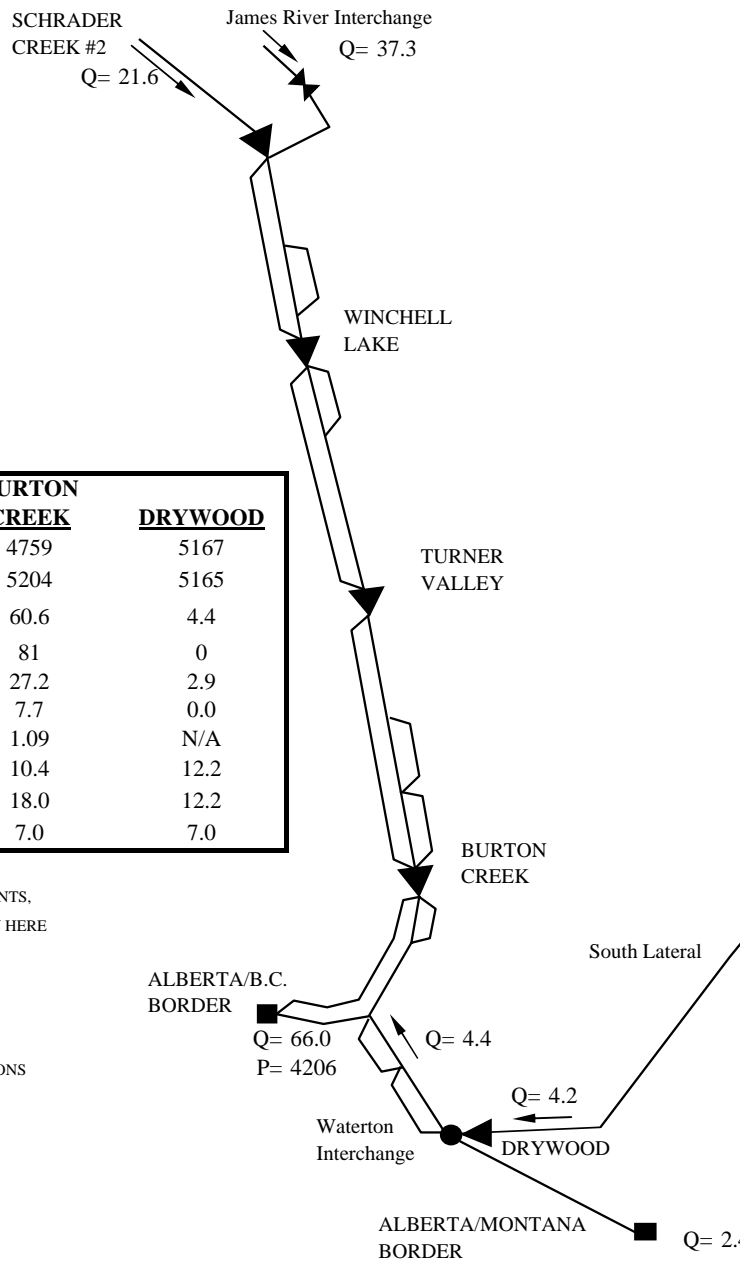 SCHRADER
CREEK #2
Q= 21.6
James River Interchange
Q= 37.3
WINCHELL
LAKE
CREEK DRYWOOD
4759 5167
5204 5165
60.6 4.4
81 0
27.2 2.9
7.7 0.0
1.09 N/A
10.4 12.2
18.0 12.2
7.0 7.0
TURNER
VALLEY
BURTON
CREEK
HERE
South Lateral
ALBERTA/B.C.
BORDER
Q= 66.0
P= 4206
Q= 4.4
Q= 4.2
Waterton
Interchange
DRYWOOD
ALBERTA/MONTANA
BORDER
Q= 2.4